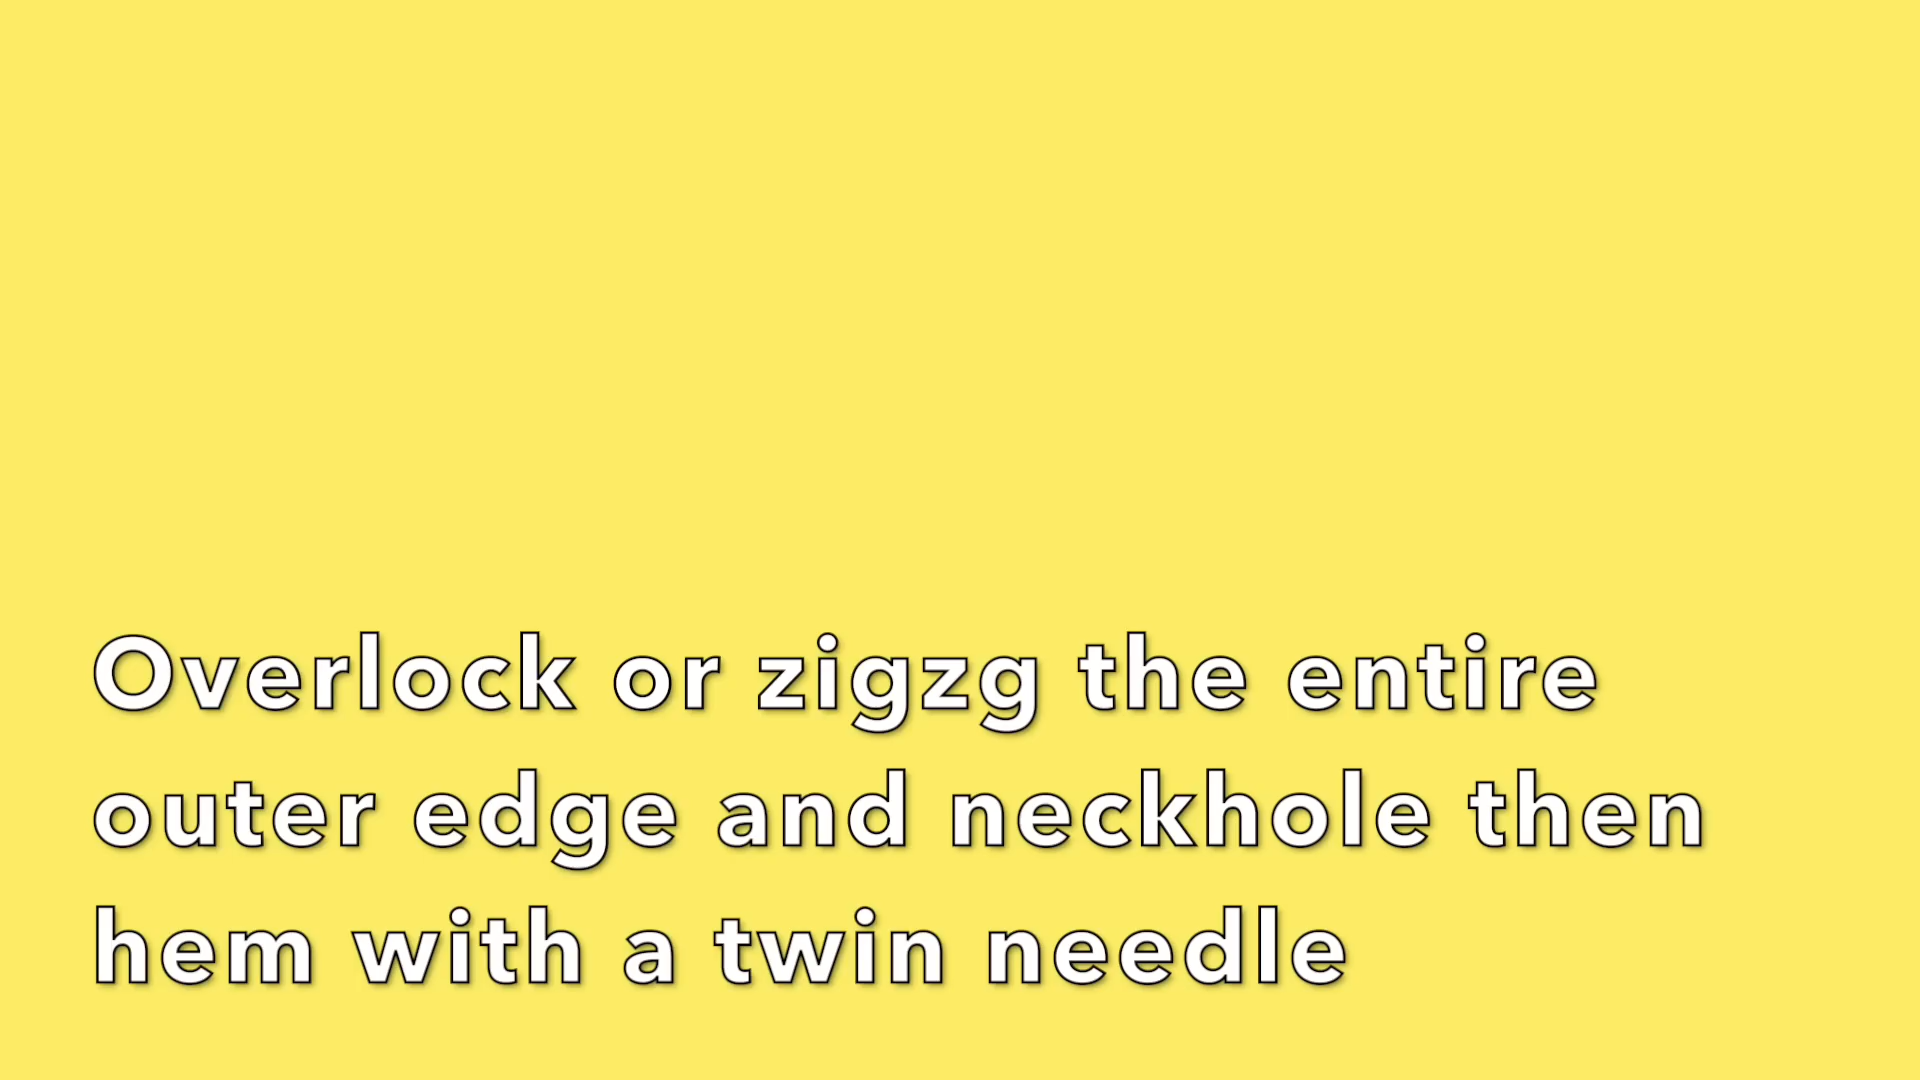 Overlock or zigzg the entire
outer edge and neckhole then
hem with a twin needle